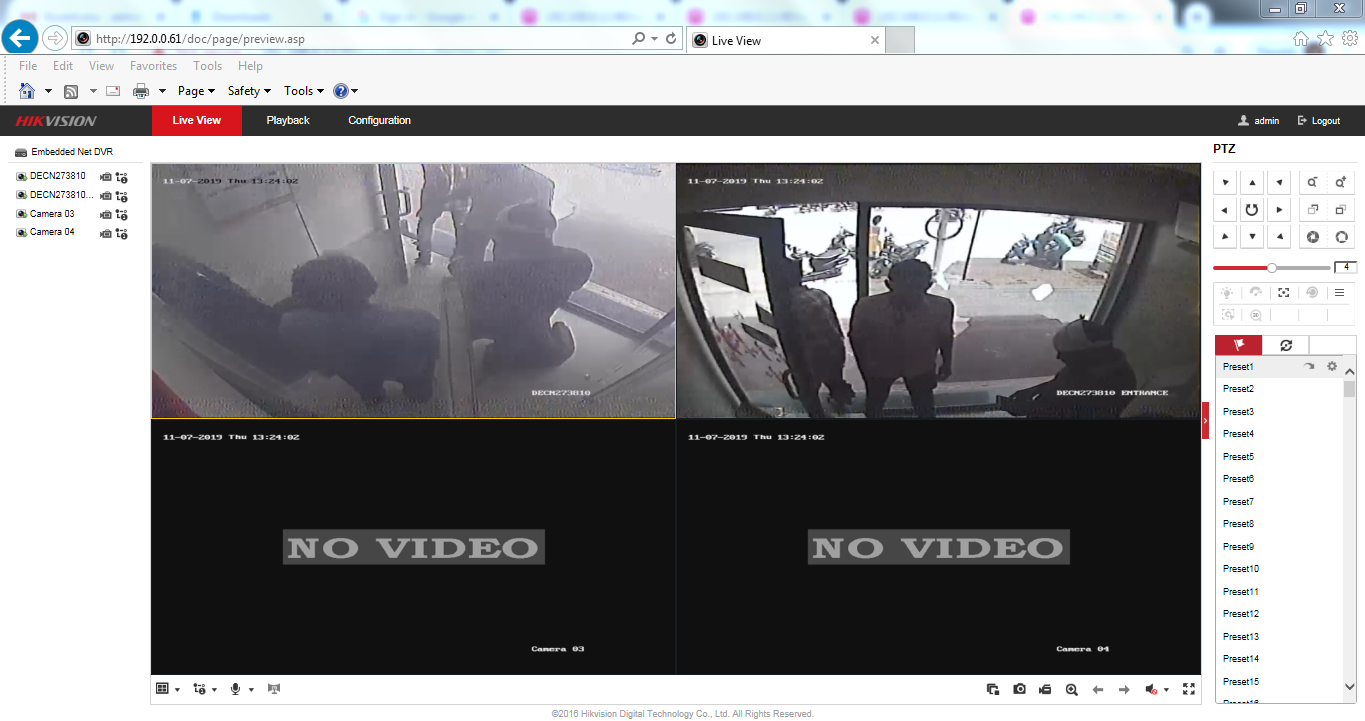 http://192.0.0.61/doc/page/preview.asp
Live View
File Edit View Favorites Tools Help
Page Safety Tools
HIKVISION
Live View Playback Configuration
admin Logout
Embedded Net DVR
DECN273810
DECN273810...
Camera 03
Camera 04
11-07-2019 Thu 13:24:02
DECN273810
11-07-2019 Thu 13:24:02
DECN273810 ENTRANCE
11-07-2019 Thu 13:24:02
NO VIDEO
Camera 03
11-07-2019 Thu 13:24:02
NO VIDEO
Camera 04
PTZ
4
3D
Preset1
Preset2
Preset3
Preset4
Preset5
Preset6
Preset7
Preset8
Preset9
Preset10
Preset11
Preset12
Preset13
Preset14
Preset15
Preset16
©2016 Hikvision Digital Technology Co., Ltd. All Rights Reserved.